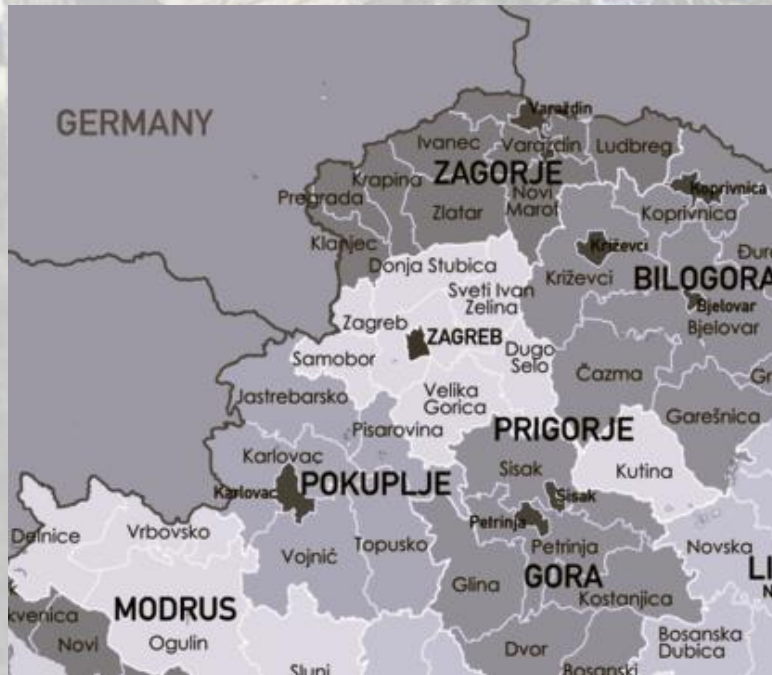 GERMANY
Varaždin
Ivanec
Varaždin
Ludbreg
ZAGORJE
Krapina
Koprivnica
Pregrada
Novi
Marof
Zlatar
Koprivnica
Klanjec
Križevci
Donja Stubica
Križevci
BILOGORA
Sveti Ivan
Zelina
Bjelovar
Zagreb
ZAGREB
Bjelovar
Samobor
Dugo
Selo
Čazma
Jastrebarsko
Velika
Gorica
Garešnica
Pisarovina
PRIGORJE
Karlovac
Sisak
Kutina
Karlovac
POKUPLJE
Sisak
Petrinja
Delnice
Vrbovsko
Vojnić
Topusko
Petrinja
Novska
Glina
GORA
Kostanjica
MODRUS
kvenica
Novi
Ogulin
Dvor
Bosanska
Dubica
Bosanski